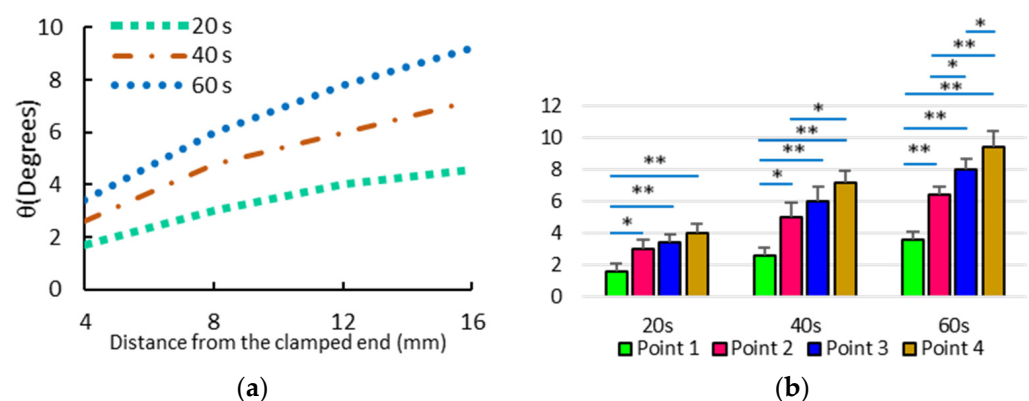 20 s
40 s
60 s
θ(Degrees)
10
8
6
4
2
0
4 8 12 16
Distance from the clamped end (mm)
(a)
*
**
*
**
**
**
*
**
**
*
**
**
*
**
**
12
10
8
6
4
2
20s 40s 60s
Point 1 Point 2 Point 3 Point 4
(b)